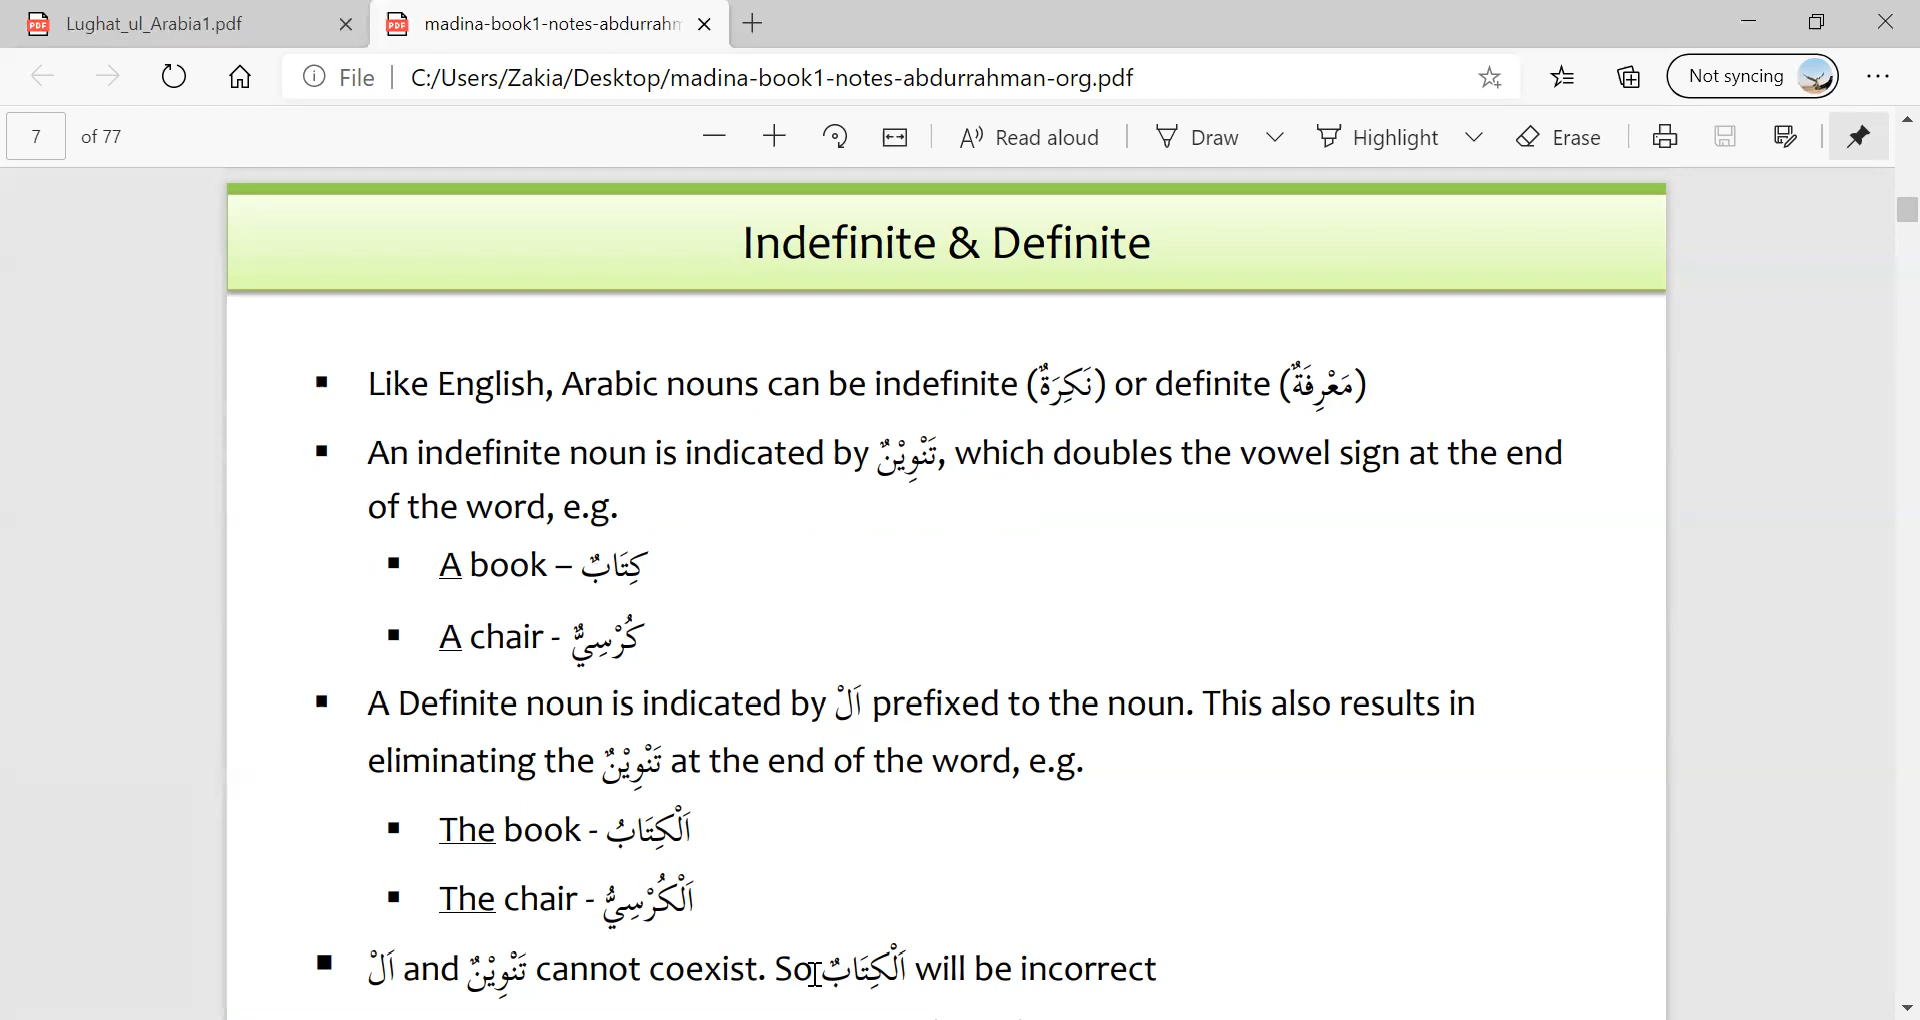 Lughat_ul_Arabia1.pdf
madina-book1-notes-abdurrahm
File
C:/Users/Zakia/Desktop/madina-book1-notes-abdurrahman-org.pdf
Not syncing
7 of 77
Read aloud
Draw
Highlight
Erase
Indefinite & Definite
▪ Like English, Arabic nouns can be indefinite (نَكِرَةٌ) or definite (مَعْرِفَةٌ)
▪ An indefinite noun is indicated by تَنْوِيْنٌ, which doubles the vowel sign at the end
of the word, e.g.
▪ A book – كِتَابٌ
▪ A chair - كُرْسِيٌّ
▪ A Definite noun is indicated by اَلْ prefixed to the noun. This also results in
eliminating the تَنْوِيْنٌ at the end of the word, e.g.
▪ The book - اَلْكِتَابُ
▪ The chair - اَلْكُرْسِيُّ
▪ اَلْ and تَنْوِيْنٌ cannot coexist. So اَلْكِتَابٌ will be incorrect